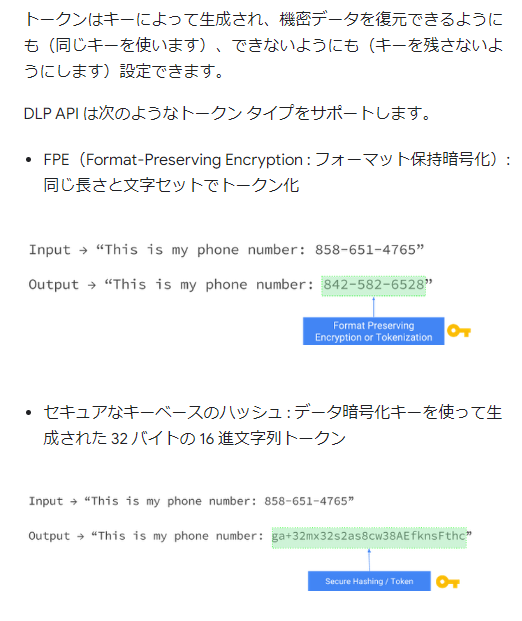 トークンはキーによって生成され、機密データを復元できるように
も（同じキーを使います）、できないようにも（キーを残さないよ
うにします）設定できます。
DLP API は次のようなトークン タイプをサポートします。
• FPE（Format-Preserving Encryption : フォーマット保持暗号化）:
同じ長さと文字セットでトークン化
Input → “This is my phone number: 858-651-4765”
Output → “This is my phone number: 842-582-6528”
Format Preserving
Encryption or Tokenization
• セキュアなキーベースのハッシュ : データ暗号化キーを使って生
成された 32 バイトの 16 進文字列トークン
Input → “This is my phone number: 858-651-4765”
Output → “This is my phone number: ga+32mx32s2as8cw38AEfknsFthc”
Secure Hashing / Token